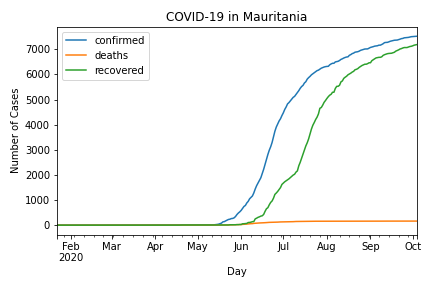 COVID-19 in Mauritania
confirmed
deaths
recovered
Number of Cases
7000
6000
5000
4000
3000
2000
1000
0
Feb Mar Apr May Jun Jul Aug Sep Oct
2020
Day